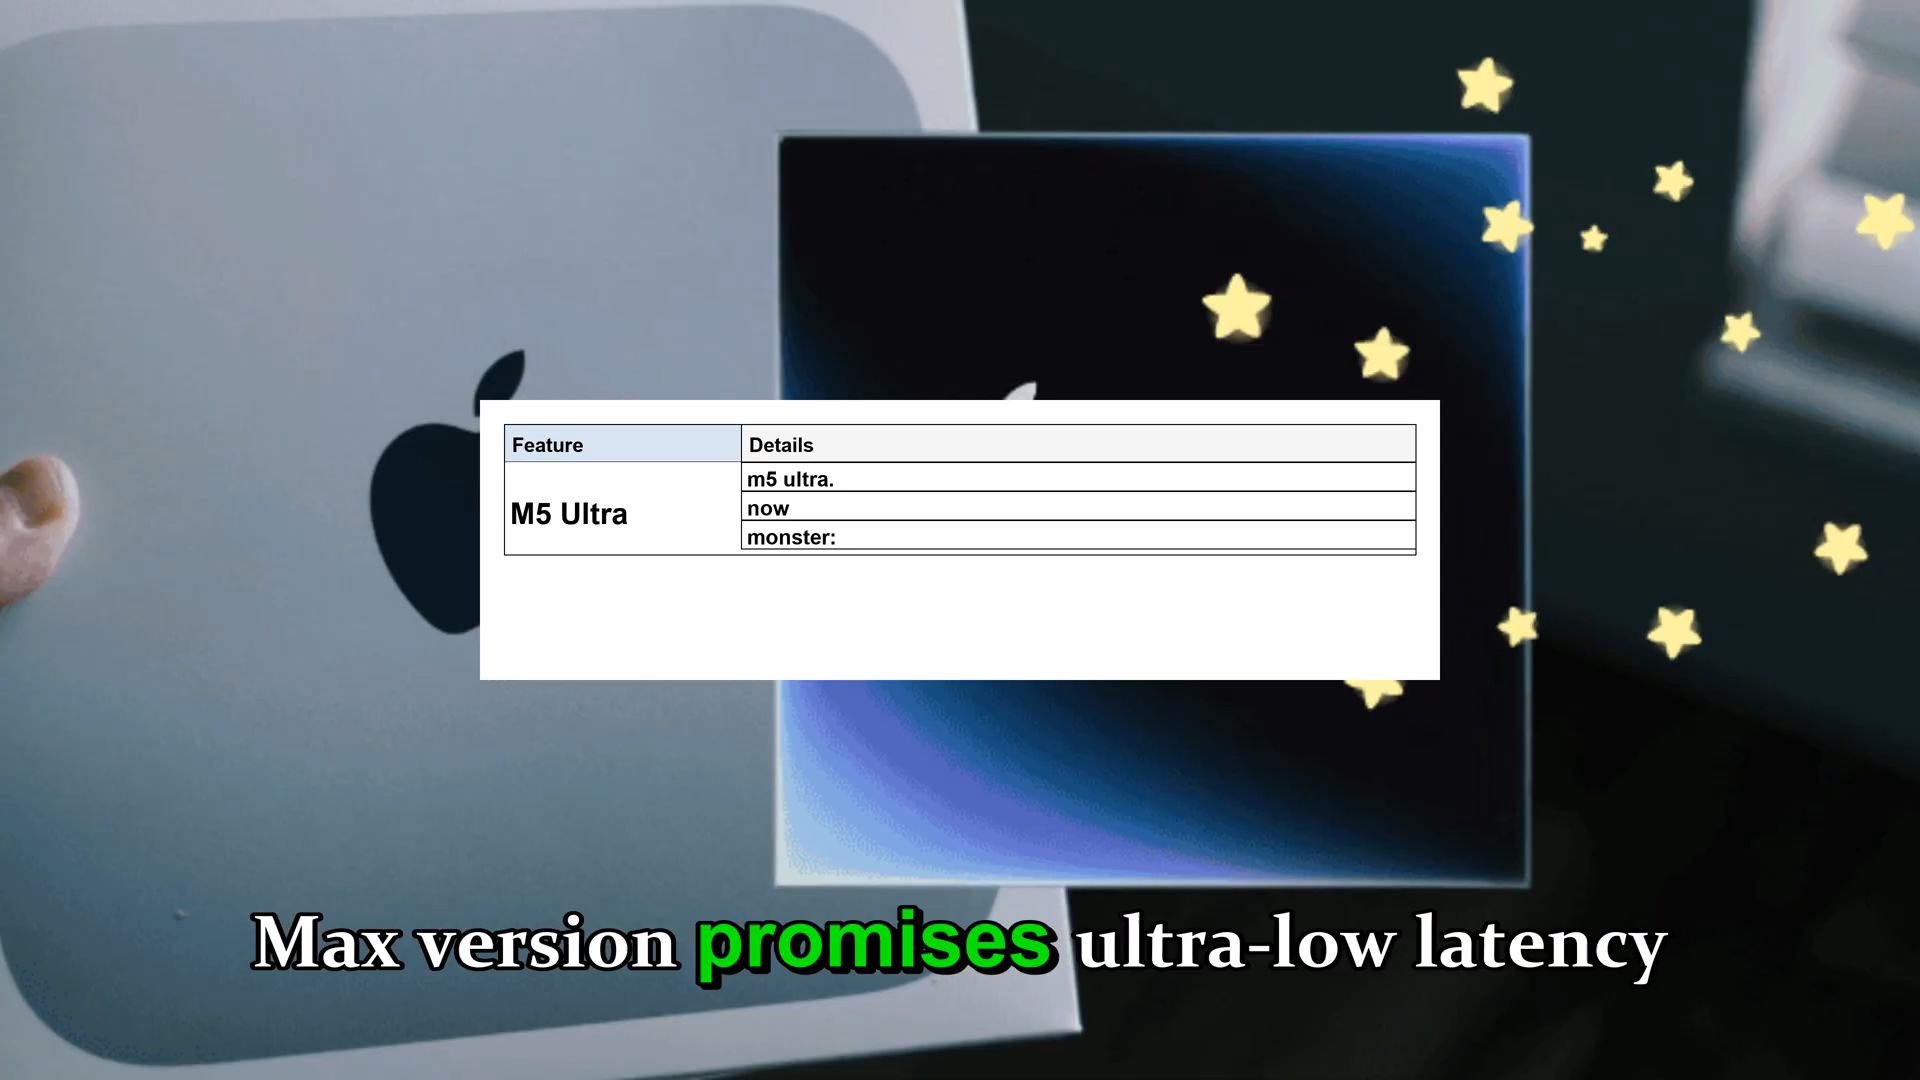 Feature
Details
M5 Ultra
m5 ultra.
now
monster:
Max version promises ultra-low latency